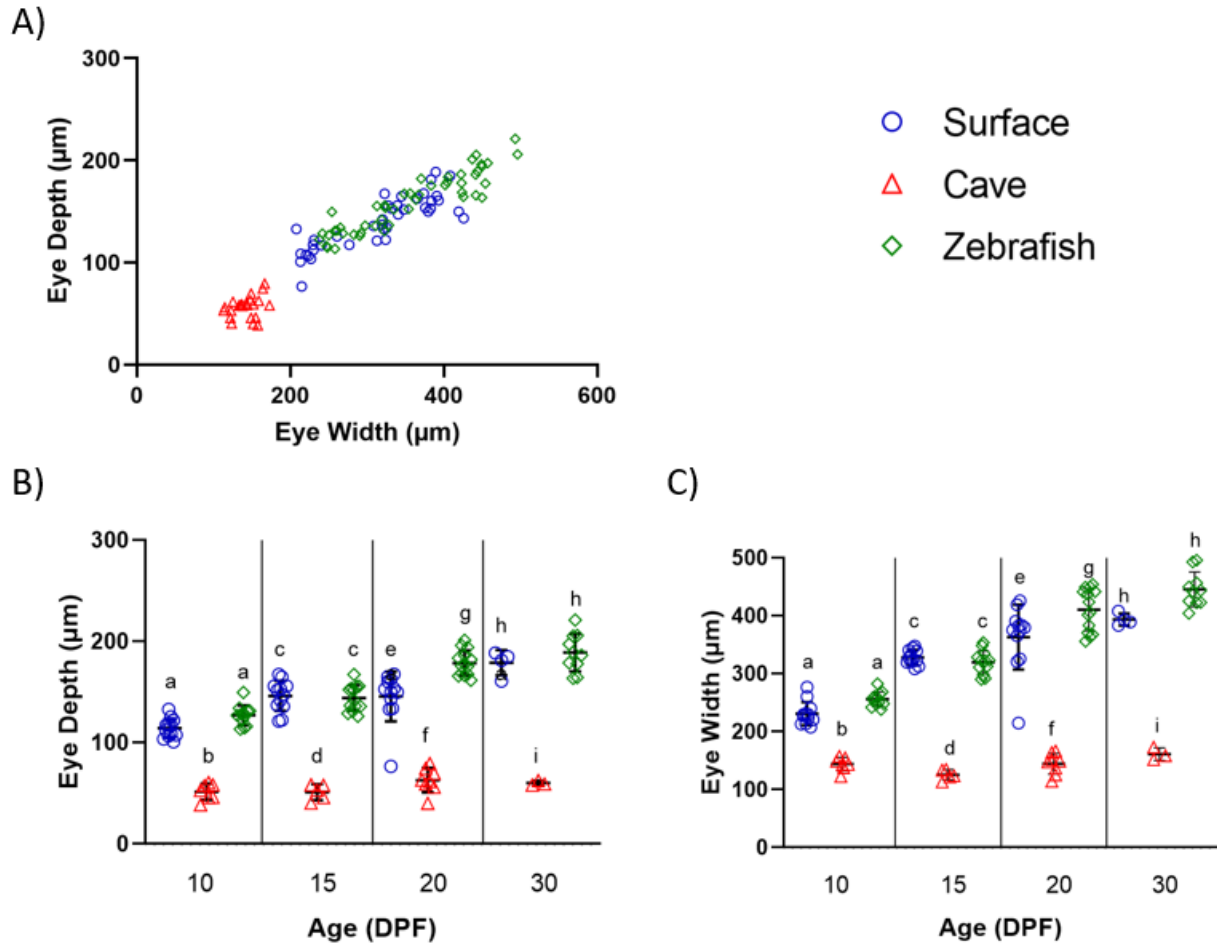 A)
300
200
100
0
0 200 400 600
Eye Depth (μm)
Eye Width (μm)
Surface
Cave
Zebrafish
B)
300
200
100
0
Eye Depth (μm)
a b a c d c e f g h i h
10 15 20 30
Age (DPF)
C)
500
400
300
200
100
0
Eye Width (μm)
a b a c d c e f g h i h
10 15 20 30
Age (DPF)